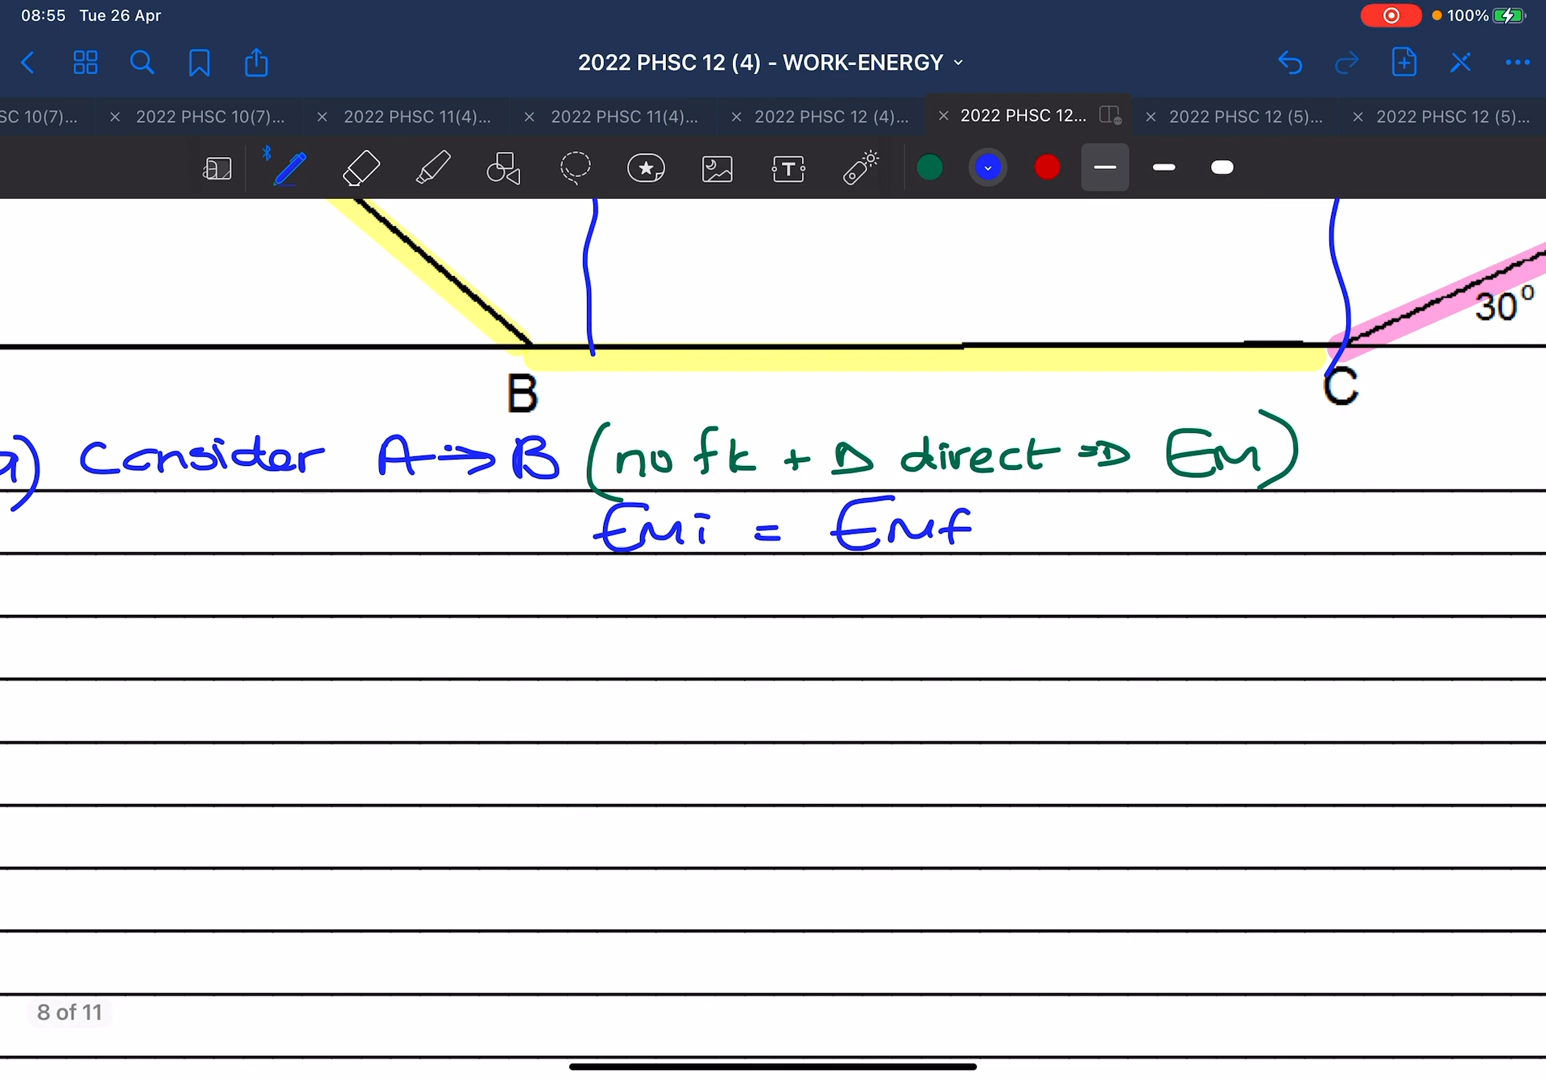 08:55 Tue 26 Apr
100%
2022 PHSC 12 (4) - WORK-ENERGY
SC 10(7)... × 2022 PHSC 10(7)... × 2022 PHSC 11(4)... × 2022 PHSC 11(4)... × 2022 PHSC 12 (4)... × 2022 PHSC 12... × 2022 PHSC 12 (5)... × 2022 PHSC 12 (5)...
T
30°
B C
a) Consider A → B (no fk + Δ direct ⇒ EM)
EMi = EMf
8 of 11